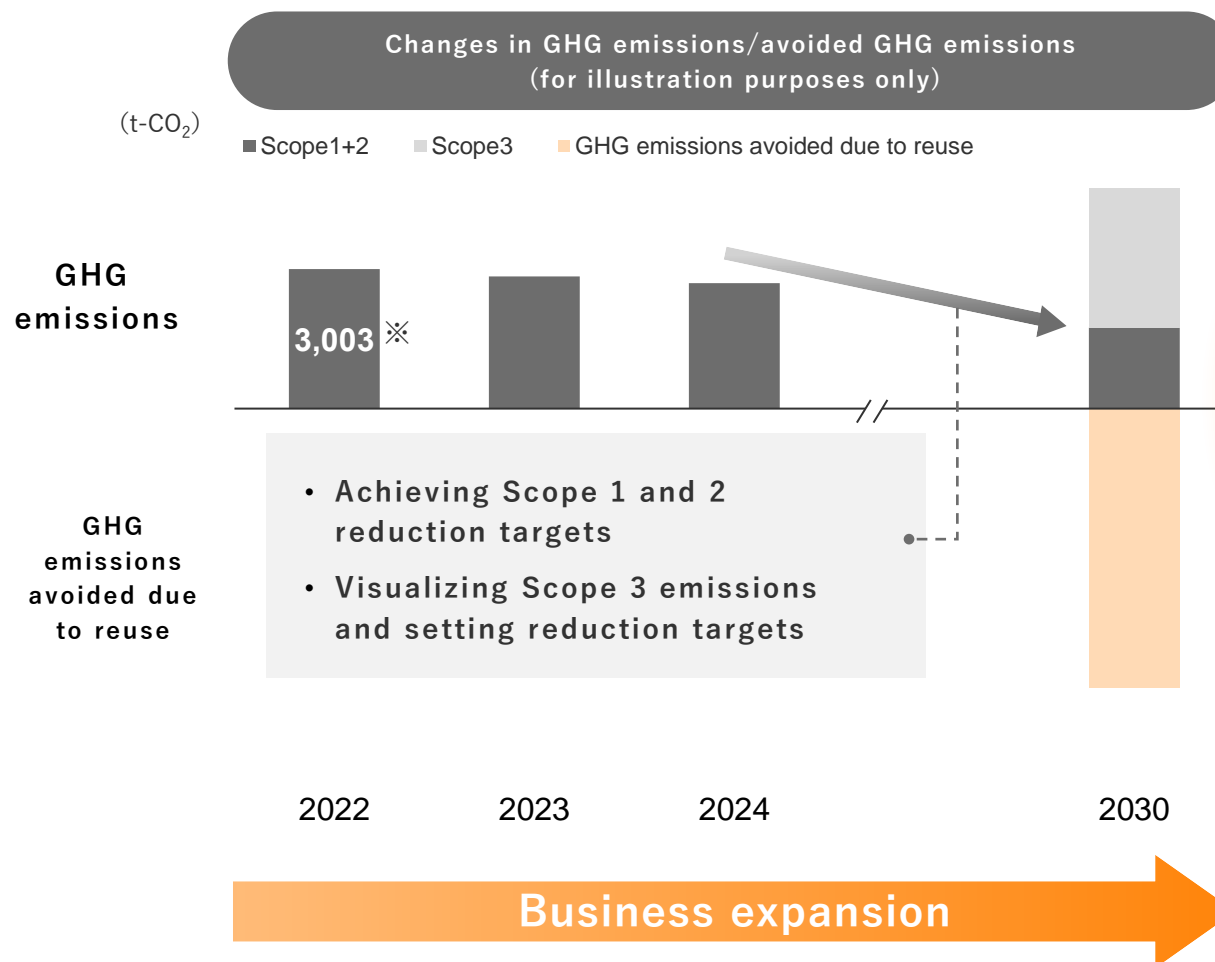 Changes in GHG emissions/avoided GHG emissions
(for illustration purposes only)
(t-CO₂)
Scope1+2 Scope3 GHG emissions avoided due to reuse
GHG
emissions
3,003 ※
• Achieving Scope 1 and 2
reduction targets
• Visualizing Scope 3 emissions
and setting reduction targets
GHG
emissions
avoided due
to reuse
2022 2023 2024 2030
Business expansion